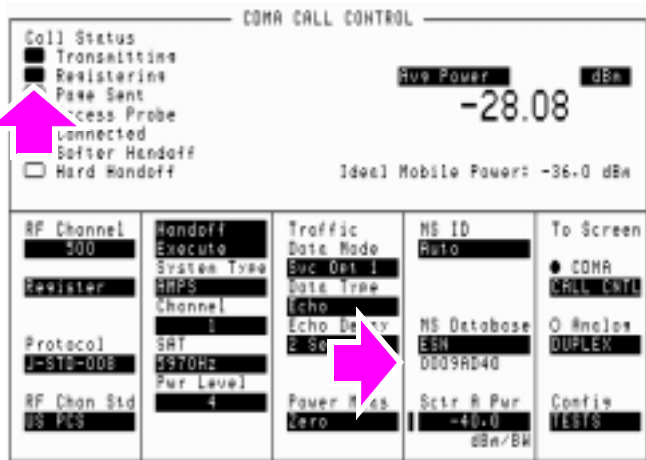 CDMA CALL CONTROL
Call Status
Transmitting
Registering
Page Sent
Access Probe
Connected
Softer Handoff
Hard Handoff
Avg Power
dBm
-28.08
Ideal Mobile Power: -36.0 dBm
RF Channel
500
Register
Protocol
J-STD-008
RF Chan Std
US PCS
Handoff
Execute
System Type
AMPS
Channel
1
SAT
5970Hz
Pwr Level
4
Traffic
Data Mode
Svc Opt 1
Data Type
Echo
Echo Delay
2 Sec
Power Meas
Zero
MS ID
Auto
MS Database
ESN
D009AD40
Sctr A Pwr
-40.0
dBm/BW
To Screen
CDMA
CALL CNTL
Analog
DUPLEX
Config
TESTS